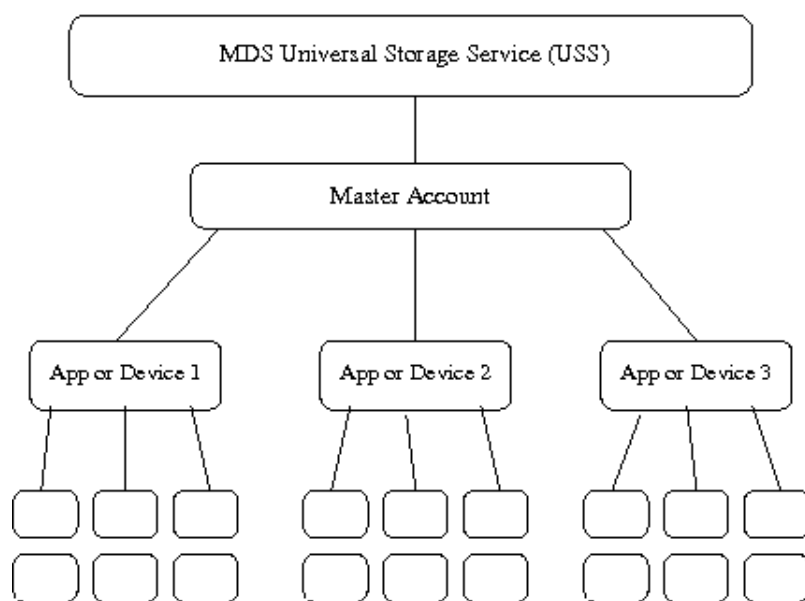 MDS Universal Storage Service (USS)
Master Account
App or Device 1
App or Device 2
App or Device 3